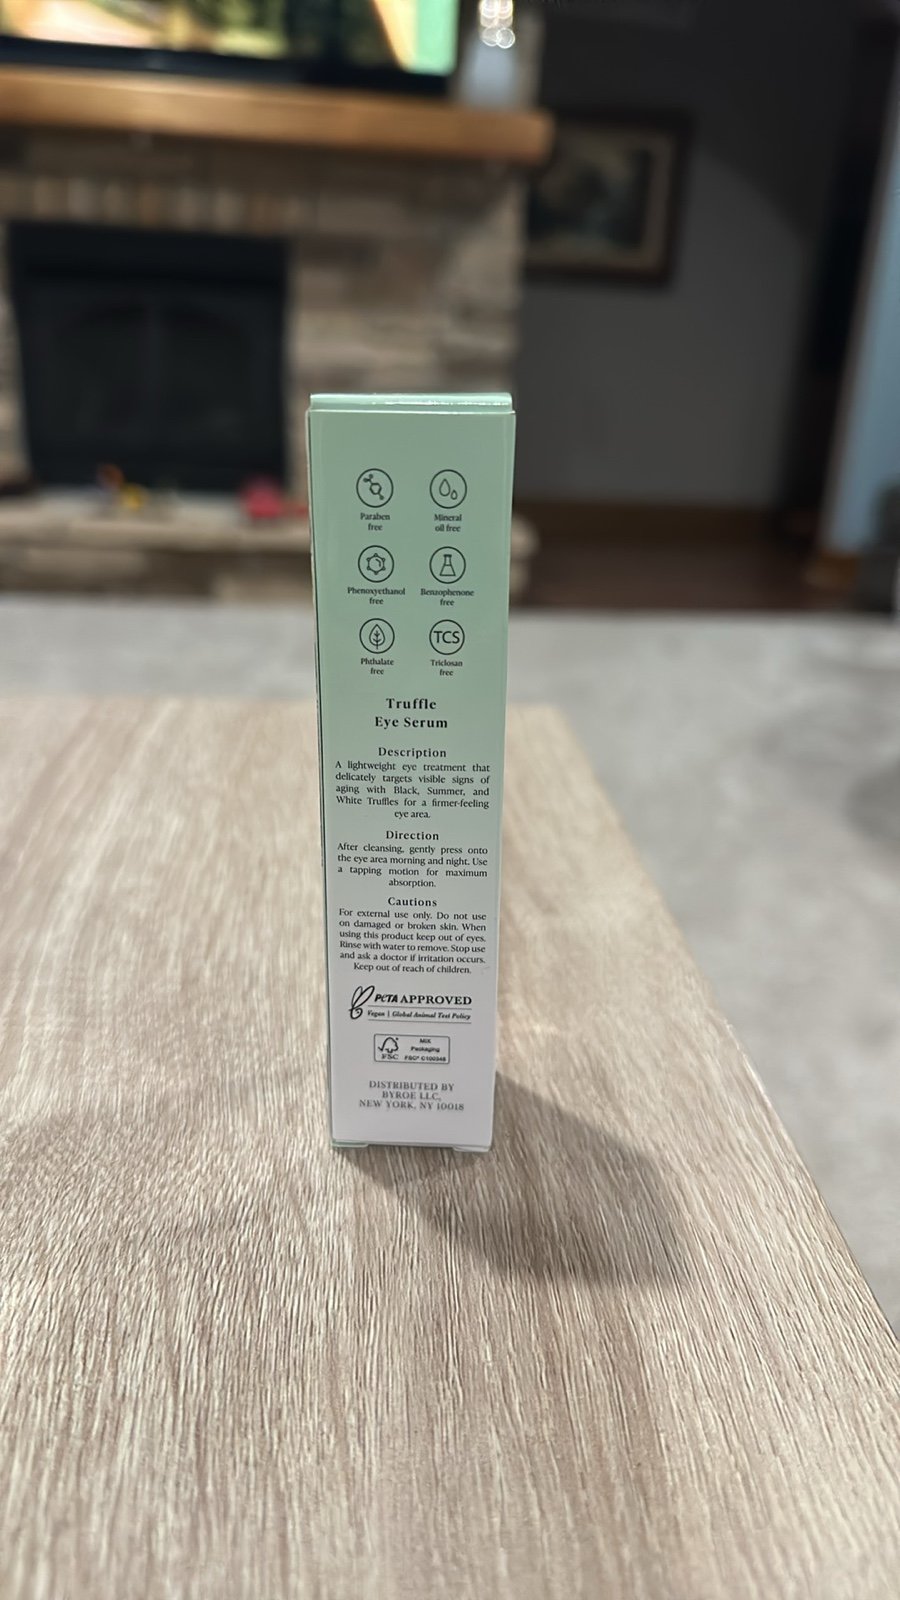 Paraben
free
Mineral
oil free
Phenoxyethanol
free
Benzophenone
free
Phthalate
free
TCS
Triclosan
free
Truffle
Eye Serum
Description
A lightweight eye treatment that
delicately targets visible signs of
aging with Black, Summer, and
White Truffles for a firmer-feeling
eye area.
Direction
After cleansing, gently press onto
the eye area morning and night. Use
a tapping motion for maximum
absorption.
Cautions
For external use only. Do not use
on damaged or broken skin. When
using this product keep out of eyes.
Rinse with water to remove. Stop use
and ask a doctor if irritation occurs.
Keep out of reach of children.
PETA APPROVED
Vegan | Global Animal Test Policy
MIX
Packaging
FSC FSC® C100348
DISTRIBUTED BY
BYROE LLC,
NEW YORK, NY 10018